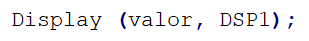 Display (valor, DSP1);